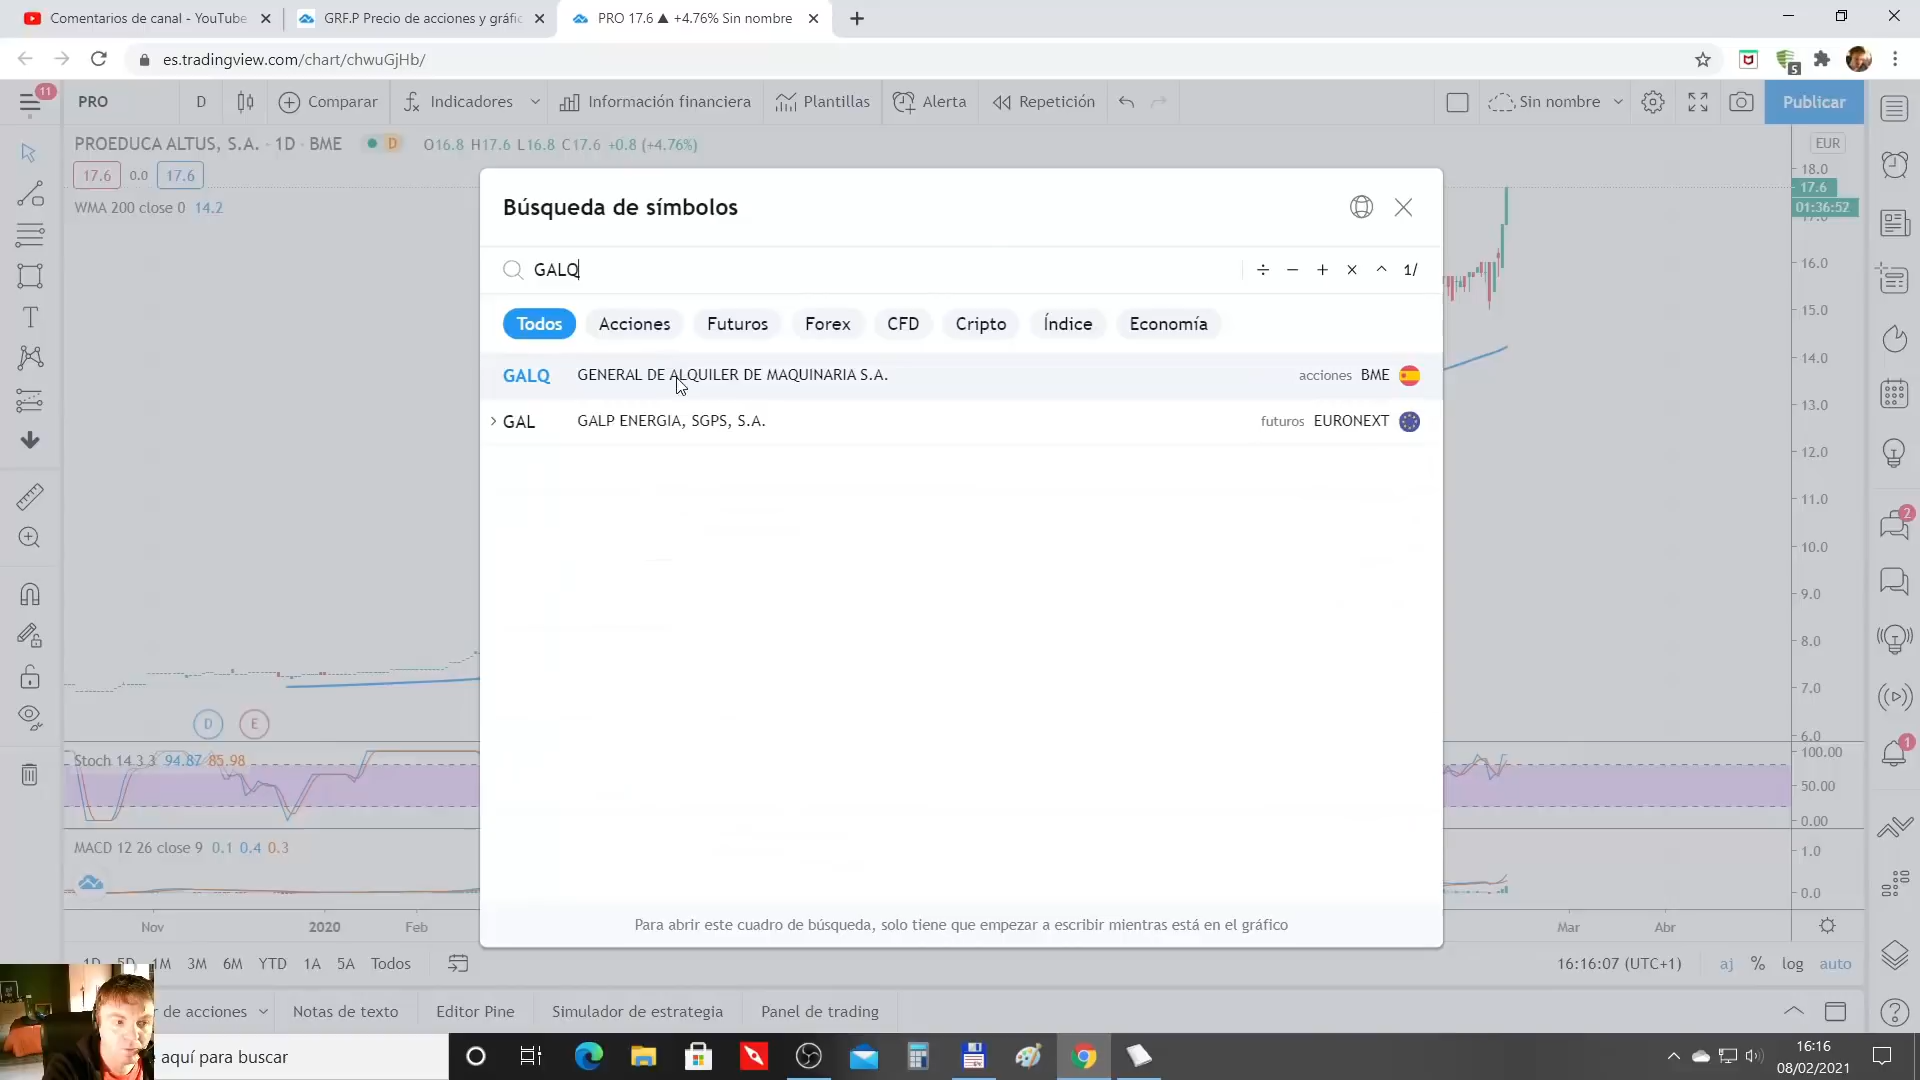 Comentarios de canal - YouTube
GRF.P Precio de acciones y gráfic
PRO 17.6 ▲ +4.76% Sin nombre
es.tradingview.com/chart/chwuGjHb/
5
11
PRO
D
Comparar
Indicadores
Información financiera
Plantillas
Alerta
Repetición
Sin nombre
Publicar
PROEDUCA ALTUS, S.A. · 1D · BME
D
O16.8 H17.6 L16.8 C17.6 +0.8 (+4.76%)
17.6 0.0 17.6
WMA 200 close 0 14.2
EUR
18.0
17.6
01:36:52
16.0
15.0
14.0
13.0
12.0
11.0
10.0
9.0
8.0
7.0
6.0
Búsqueda de símbolos
GALQ
÷ − + × ^ 1/
Todos Acciones Futuros Forex CFD Cripto Índice Economía
GALQ GENERAL DE ALQUILER DE MAQUINARIA S.A. acciones BME
GAL GALP ENERGIA, SGPS, S.A. futuros EURONEXT
Para abrir este cuadro de búsqueda, solo tiene que empezar a escribir mientras está en el gráfico
D E
Stoch 14 3 3 94.87 85.98
100.00
50.00
0.00
MACD 12 26 close 9 0.1 0.4 0.3
1.0
0.0
Nov 2020 Feb Mar Abr
1D 5D 1M 3M 6M YTD 1A 5A Todos
16:16:07 (UTC+1) aj % log auto
de acciones Notas de texto Editor Pine Simulador de estrategia Panel de trading
2
1
aquí para buscar
16:16
08/02/2021